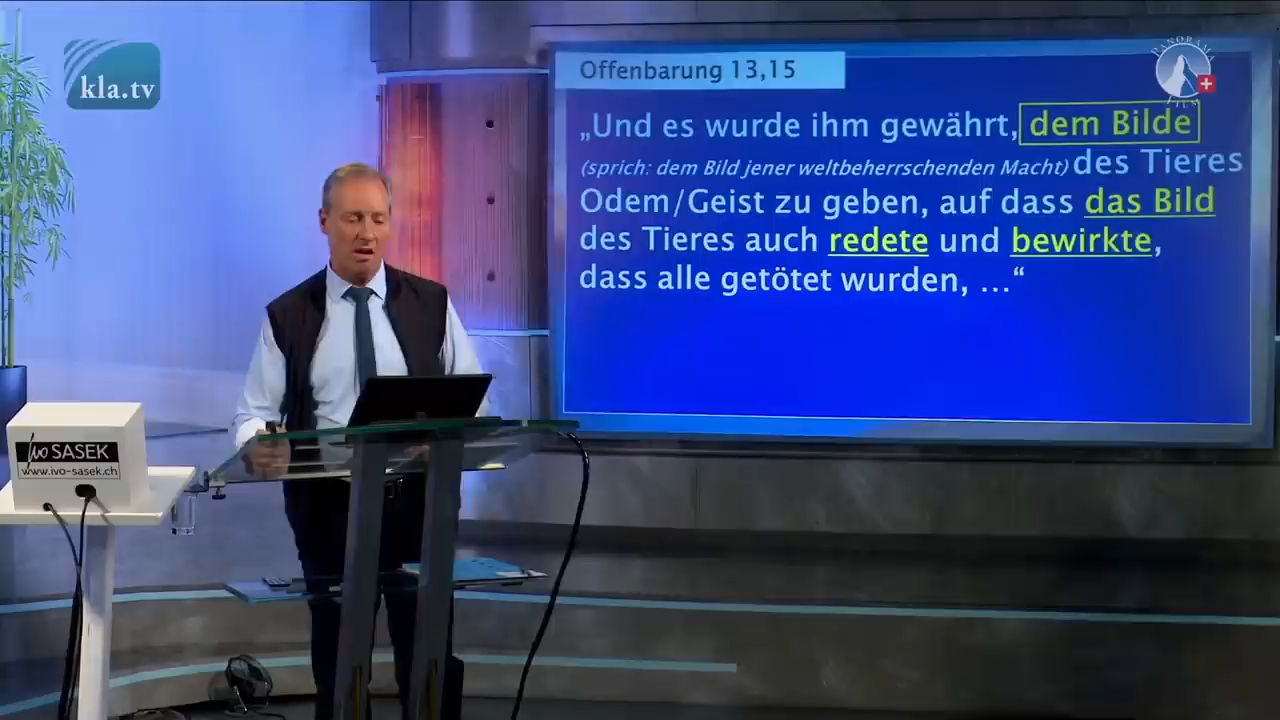 kla.tv
PANORAMA
Offenbarung 13,15
„Und es wurde ihm gewährt, dem Bilde
(sprich: dem Bild jener weltbeherrschenden Macht) des Tieres
Odem/Geist zu geben, auf dass das Bild
des Tieres auch redete und bewirkte,
dass alle getötet wurden, ...“
ivo SASEK
www.ivo-sasek.ch